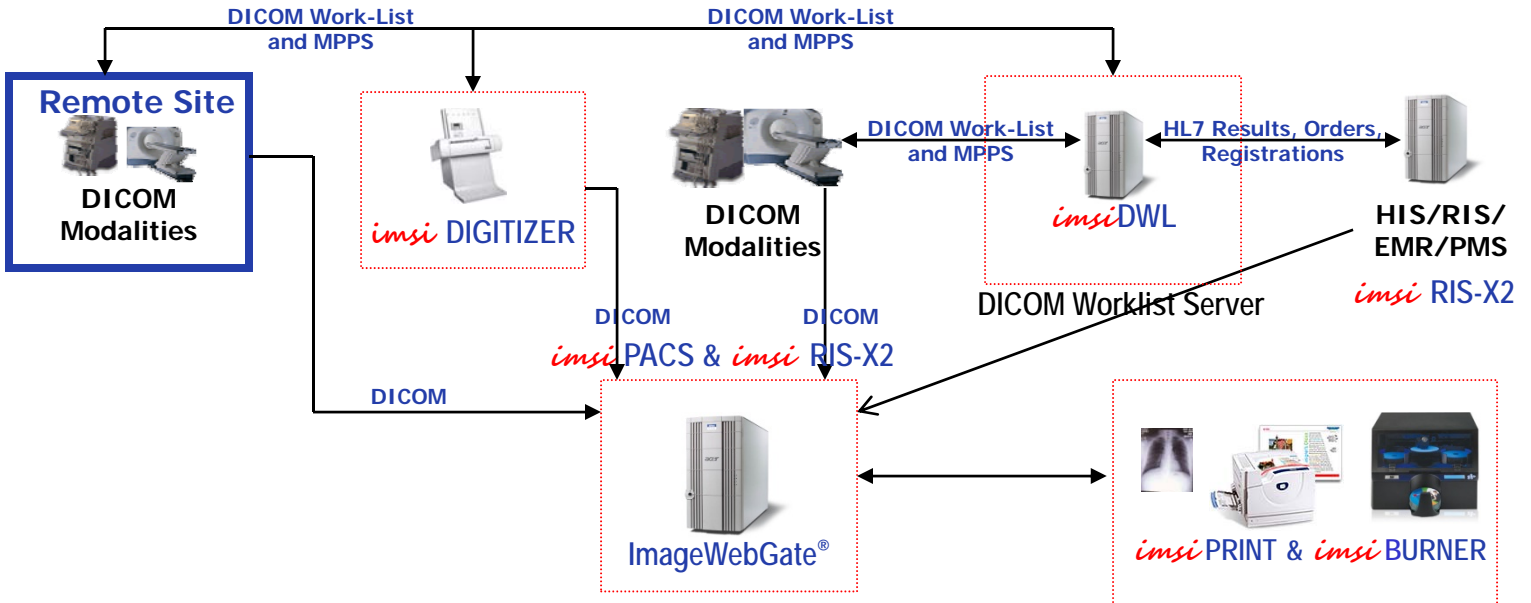 DICOM Work-List
and MPPS
DICOM Work-List
and MPPS
Remote Site
DICOM
Modalities
imsi DIGITIZER
DICOM
Modalities
DICOM Work-List
and MPPS
imsiDWL
HL7 Results, Orders,
Registrations
HIS/RIS/
EMR/PMS
imsi RIS-X2
DICOM Worklist Server
DICOM
DICOM
imsi PACS & imsi RIS-X2
DICOM
ImageWebGate®
imsi PRINT & imsi BURNER